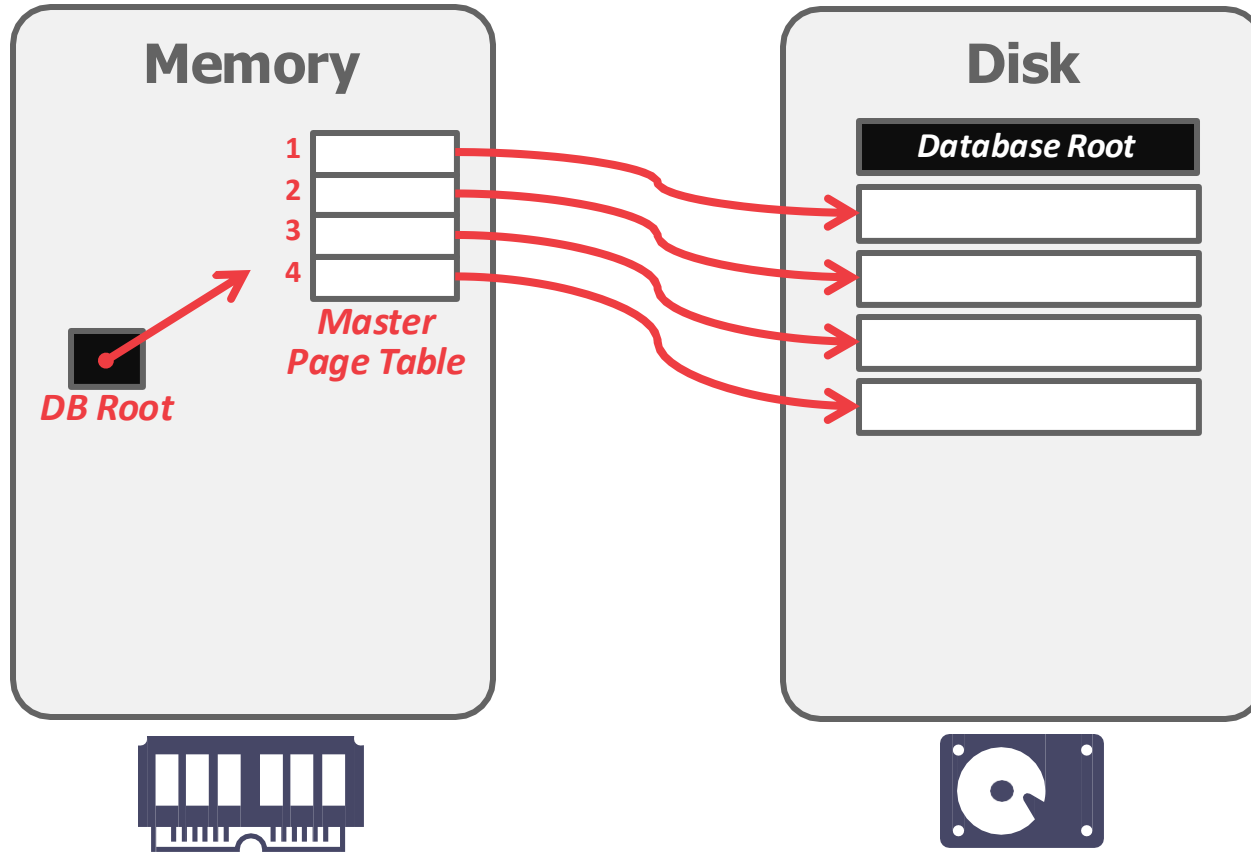 Memory
1
2
3
4
Master
Page Table
DB Root
Disk
Database Root